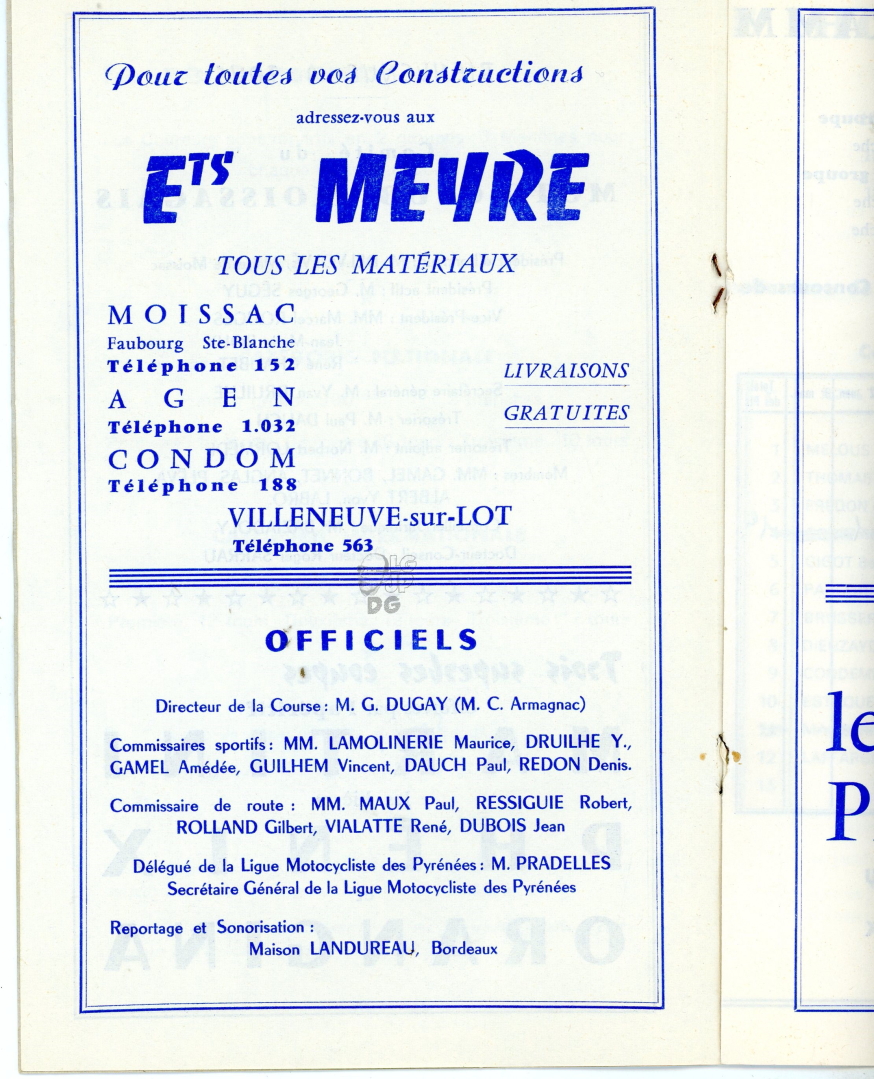 Pour toutes vos Constructions
adressez-vous aux
ETS MEYRE
TOUS LES MATÉRIAUX
MOISSAC
Faubourg Ste-Blanche
Téléphone 152
AGEN
Téléphone 1.032
CONDOM
Téléphone 188
LIVRAISONS
GRATUITES
VILLENEUVE-sur-LOT
Téléphone 563
DG
OFFICIELS
Directeur de la Course : M. G. DUGAY (M. C. Armagnac)
Commissaires sportifs : MM. LAMOLINERIE Maurice, DRUILHE Y.,
GAMEL Amédée, GUILHEM Vincent, DAUCH Paul, REDON Denis.
Commissaire de route : MM. MAUX Paul, RESSIGUIE Robert,
ROLLAND Gilbert, VIALATTE René, DUBOIS Jean
Délégué de la Ligue Motocycliste des Pyrénées : M. PRADELLES
Secrétaire Général de la Ligue Motocycliste des Pyrénées
Reportage et Sonorisation :
Maison LANDUREAU, Bordeaux
le
P